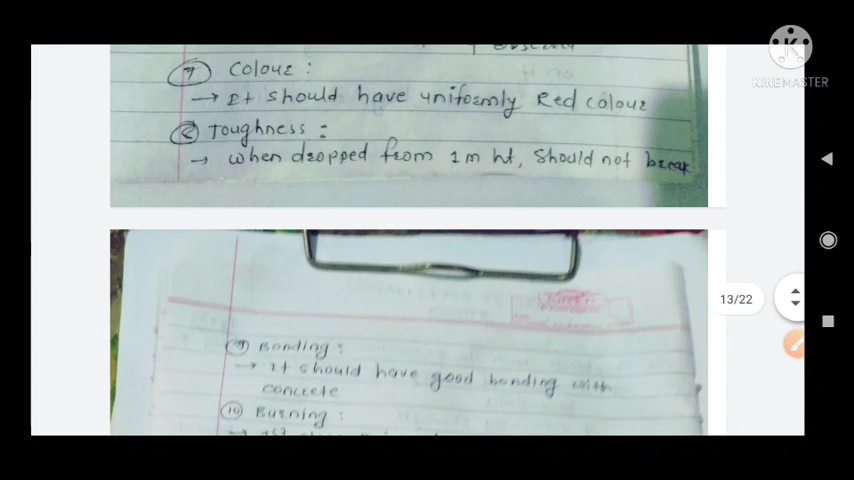 KINEMASTER
7 Colour :
→ It should have uniformly Red colour
8 Toughness :
→ when dropped from 1m ht, Should not break
13/22
9 Bonding :
→ It should have good bonding with
concrete
10 Burning :